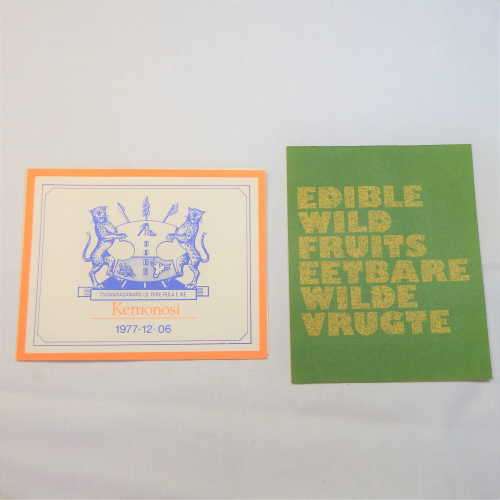 Kemonosi
1977-12-06
EDIBLE
WILD
FRUITS
EETBARE
WILDE
VRUGTE